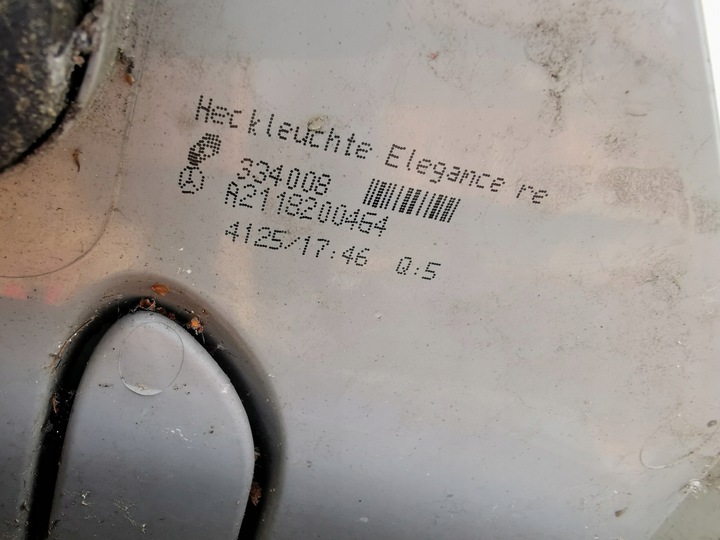 Heckleuchte Elegance re
334008
A2118200464
4125/17:46 Q:5